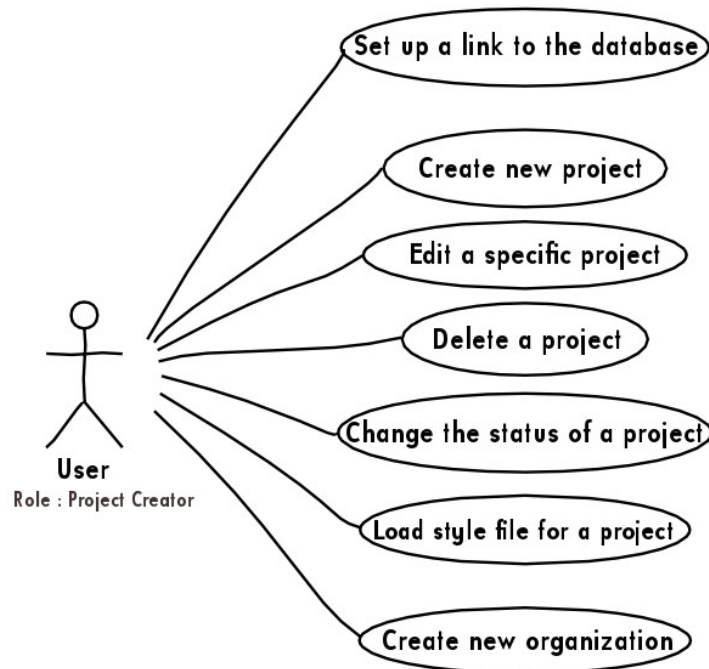 Set up a link to the database
Create new project
Edit a specific project
Delete a project
Change the status of a project
User
Role : Project Creator
Load style file for a project
Create new organization